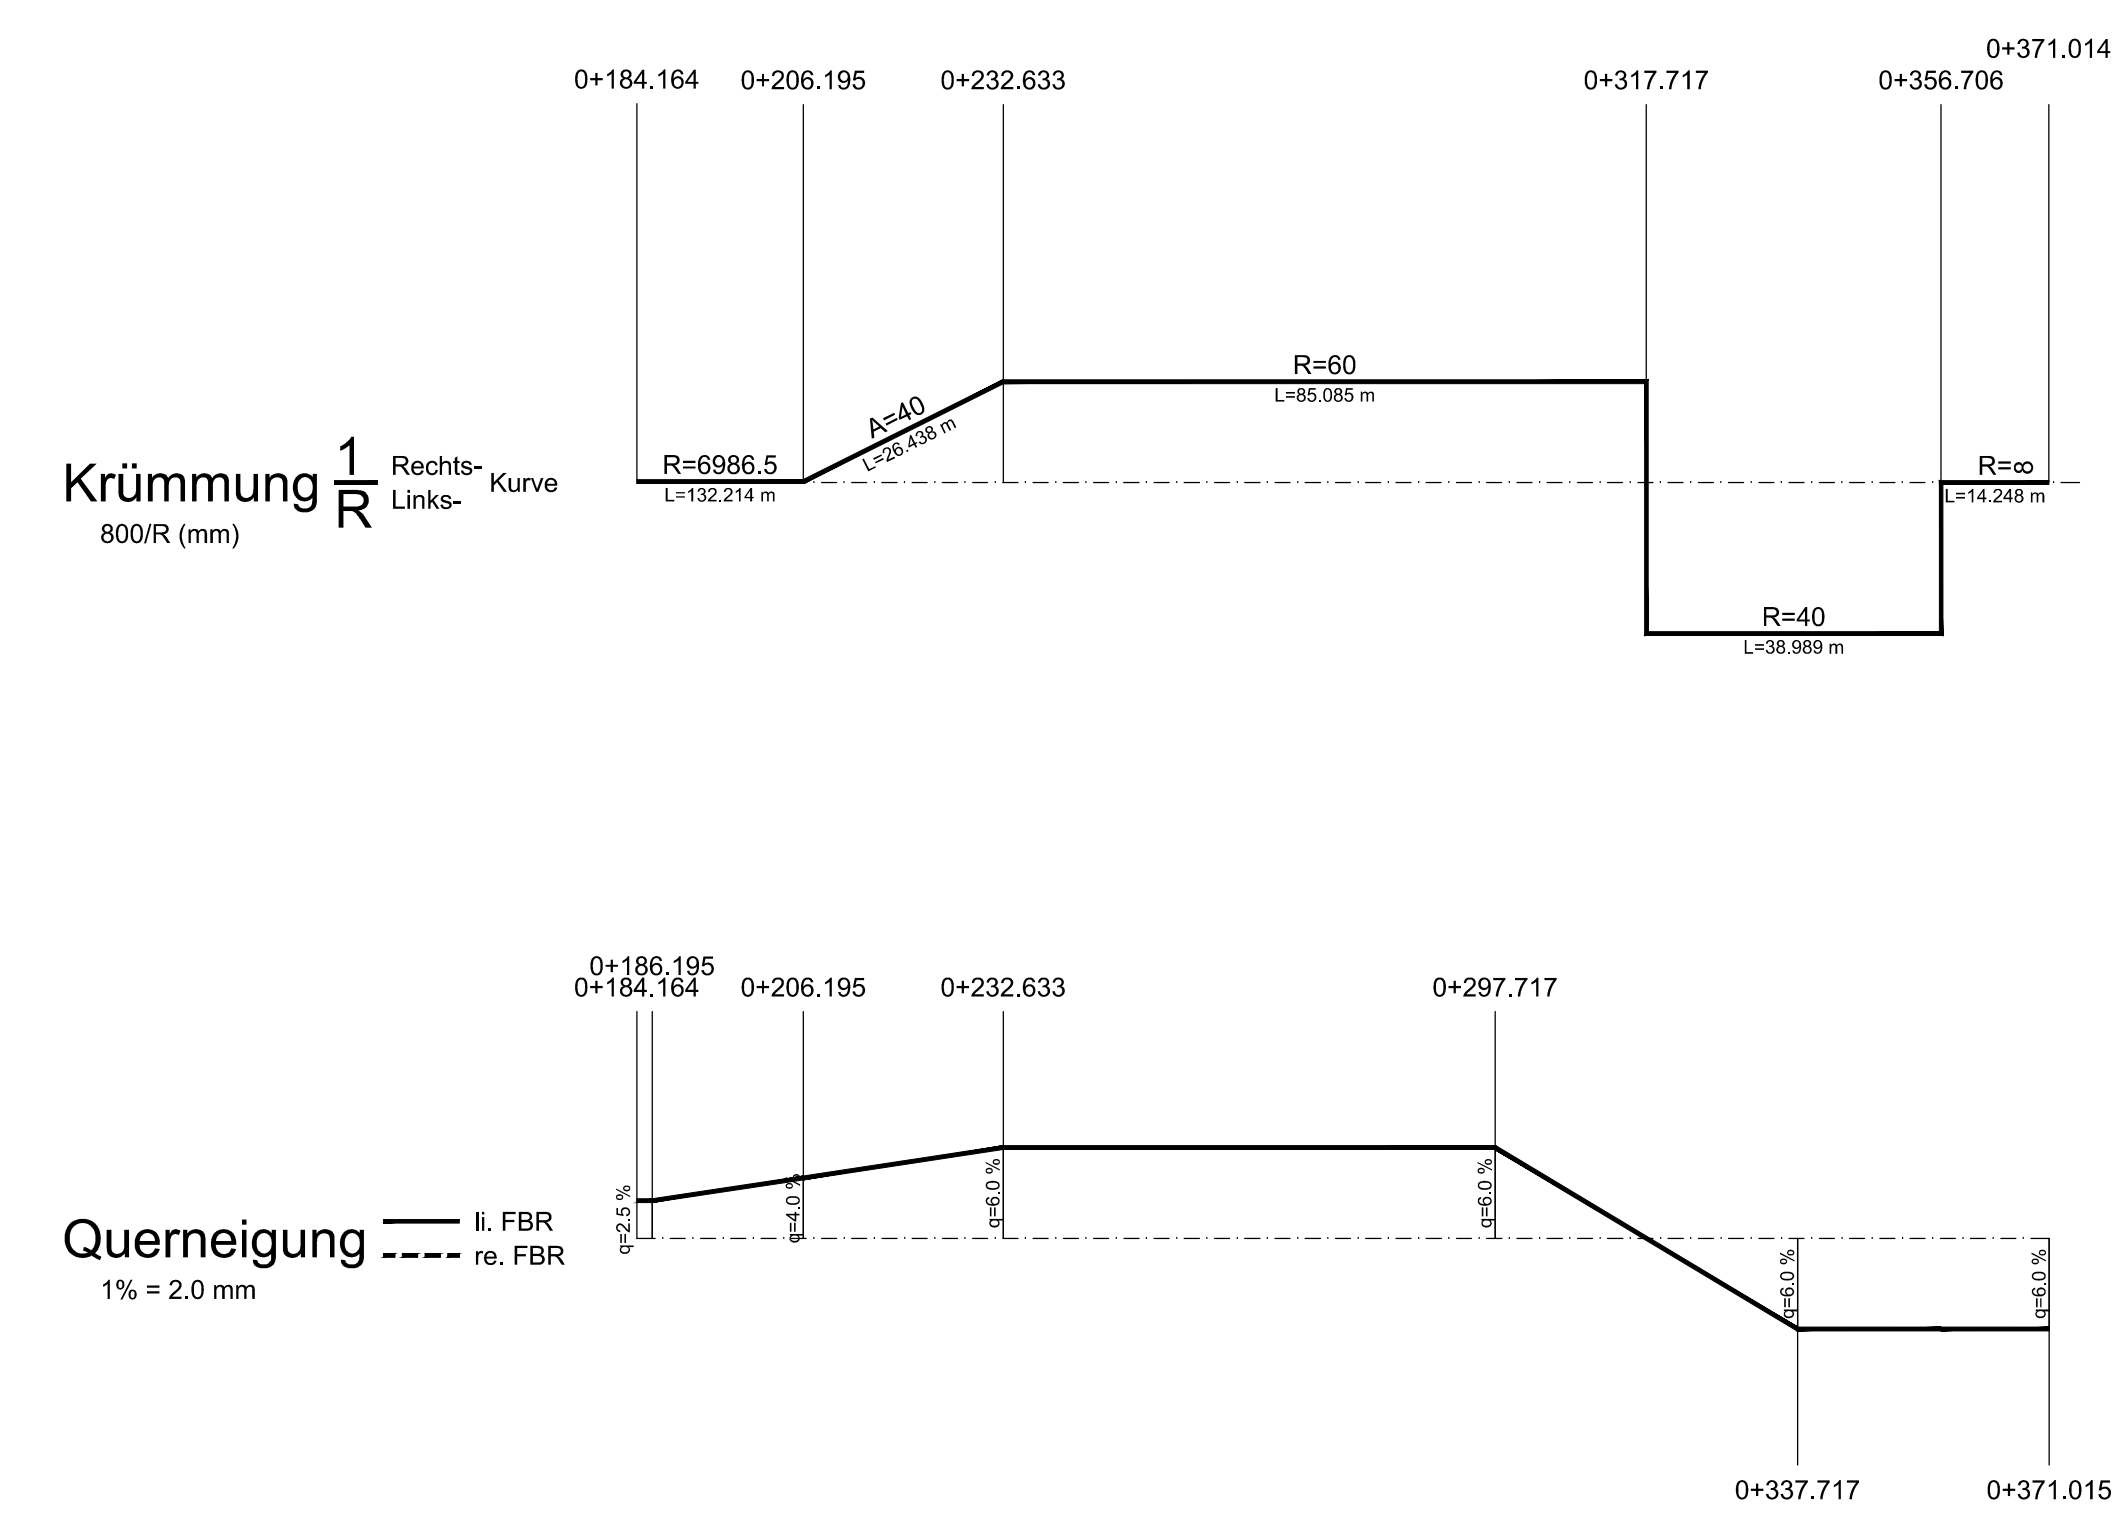 0+371.014
0+184.164 0+206.195 0+232.633 0+317.717 0+356.706
R=60
L=85.085 m
A=40
L=26.438 m
Krümmung 1/R Rechts- Links- Kurve
800/R (mm)
R=6986.5
L=132.214 m
R=∞
L=14.248 m
R=40
L=38.989 m
0+186.195
0+184.164 0+206.195 0+232.633 0+297.717
q=2.5 %
q=4.0 %
q=6.0 %
q=6.0 %
q=6.0 %
q=6.0 %
Querneigung
li. FBR
re. FBR
1% = 2.0 mm
0+337.717 0+371.015